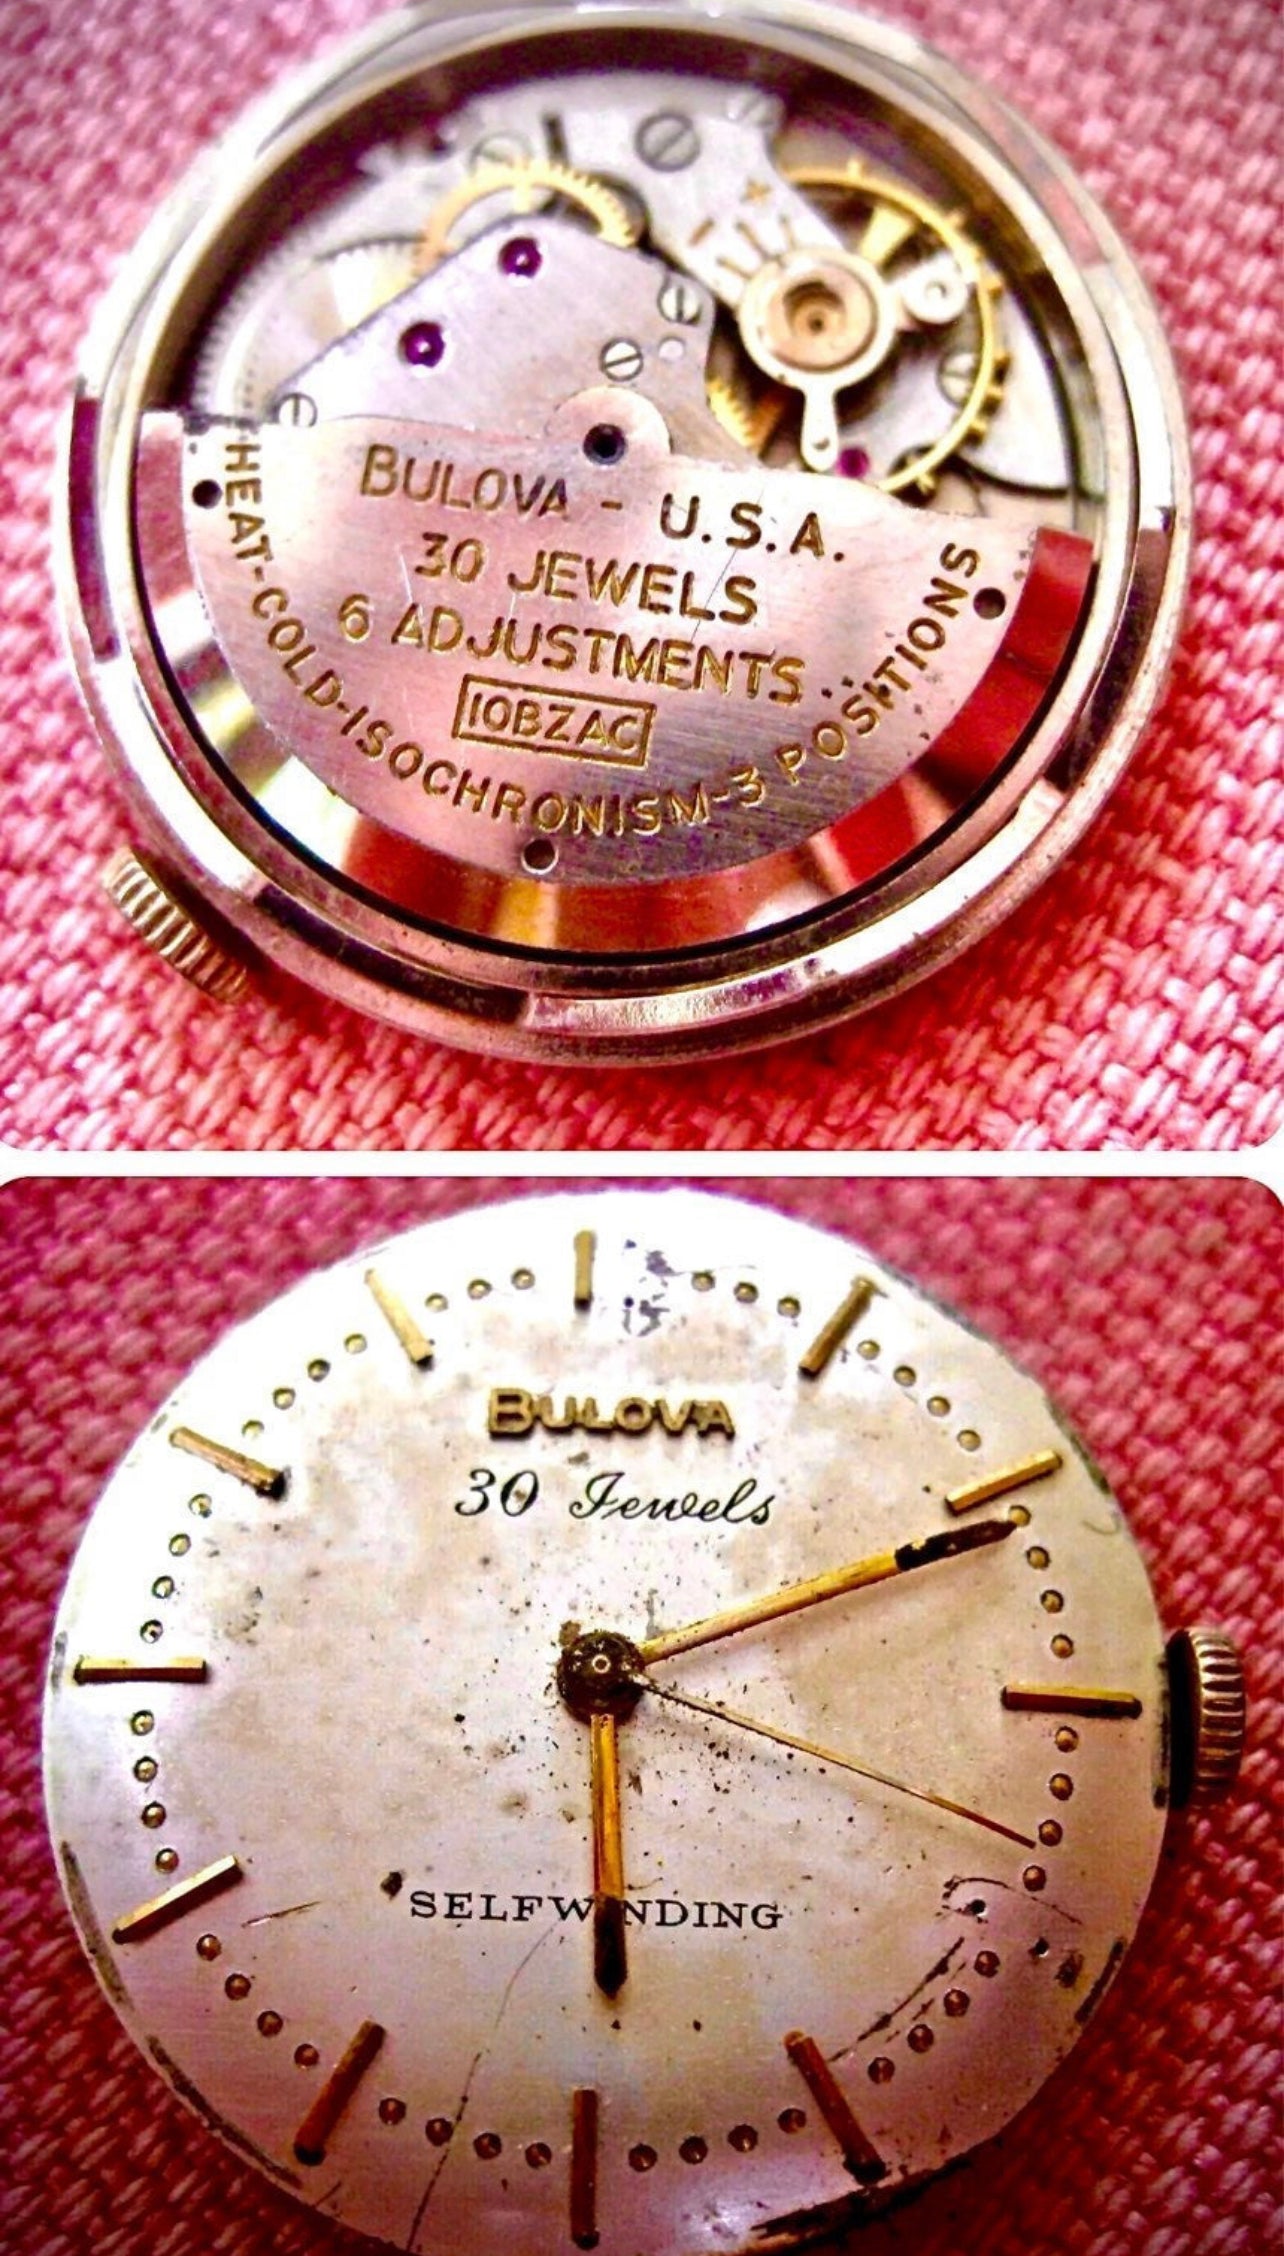 BULOVA - U.S.A.
30 JEWELS
6 ADJUSTMENTS
10BZAC
HEAT-COLD-ISOCHRONISM-3 POSITIONS
- +
BULOVA
30 Jewels
SELFWINDING